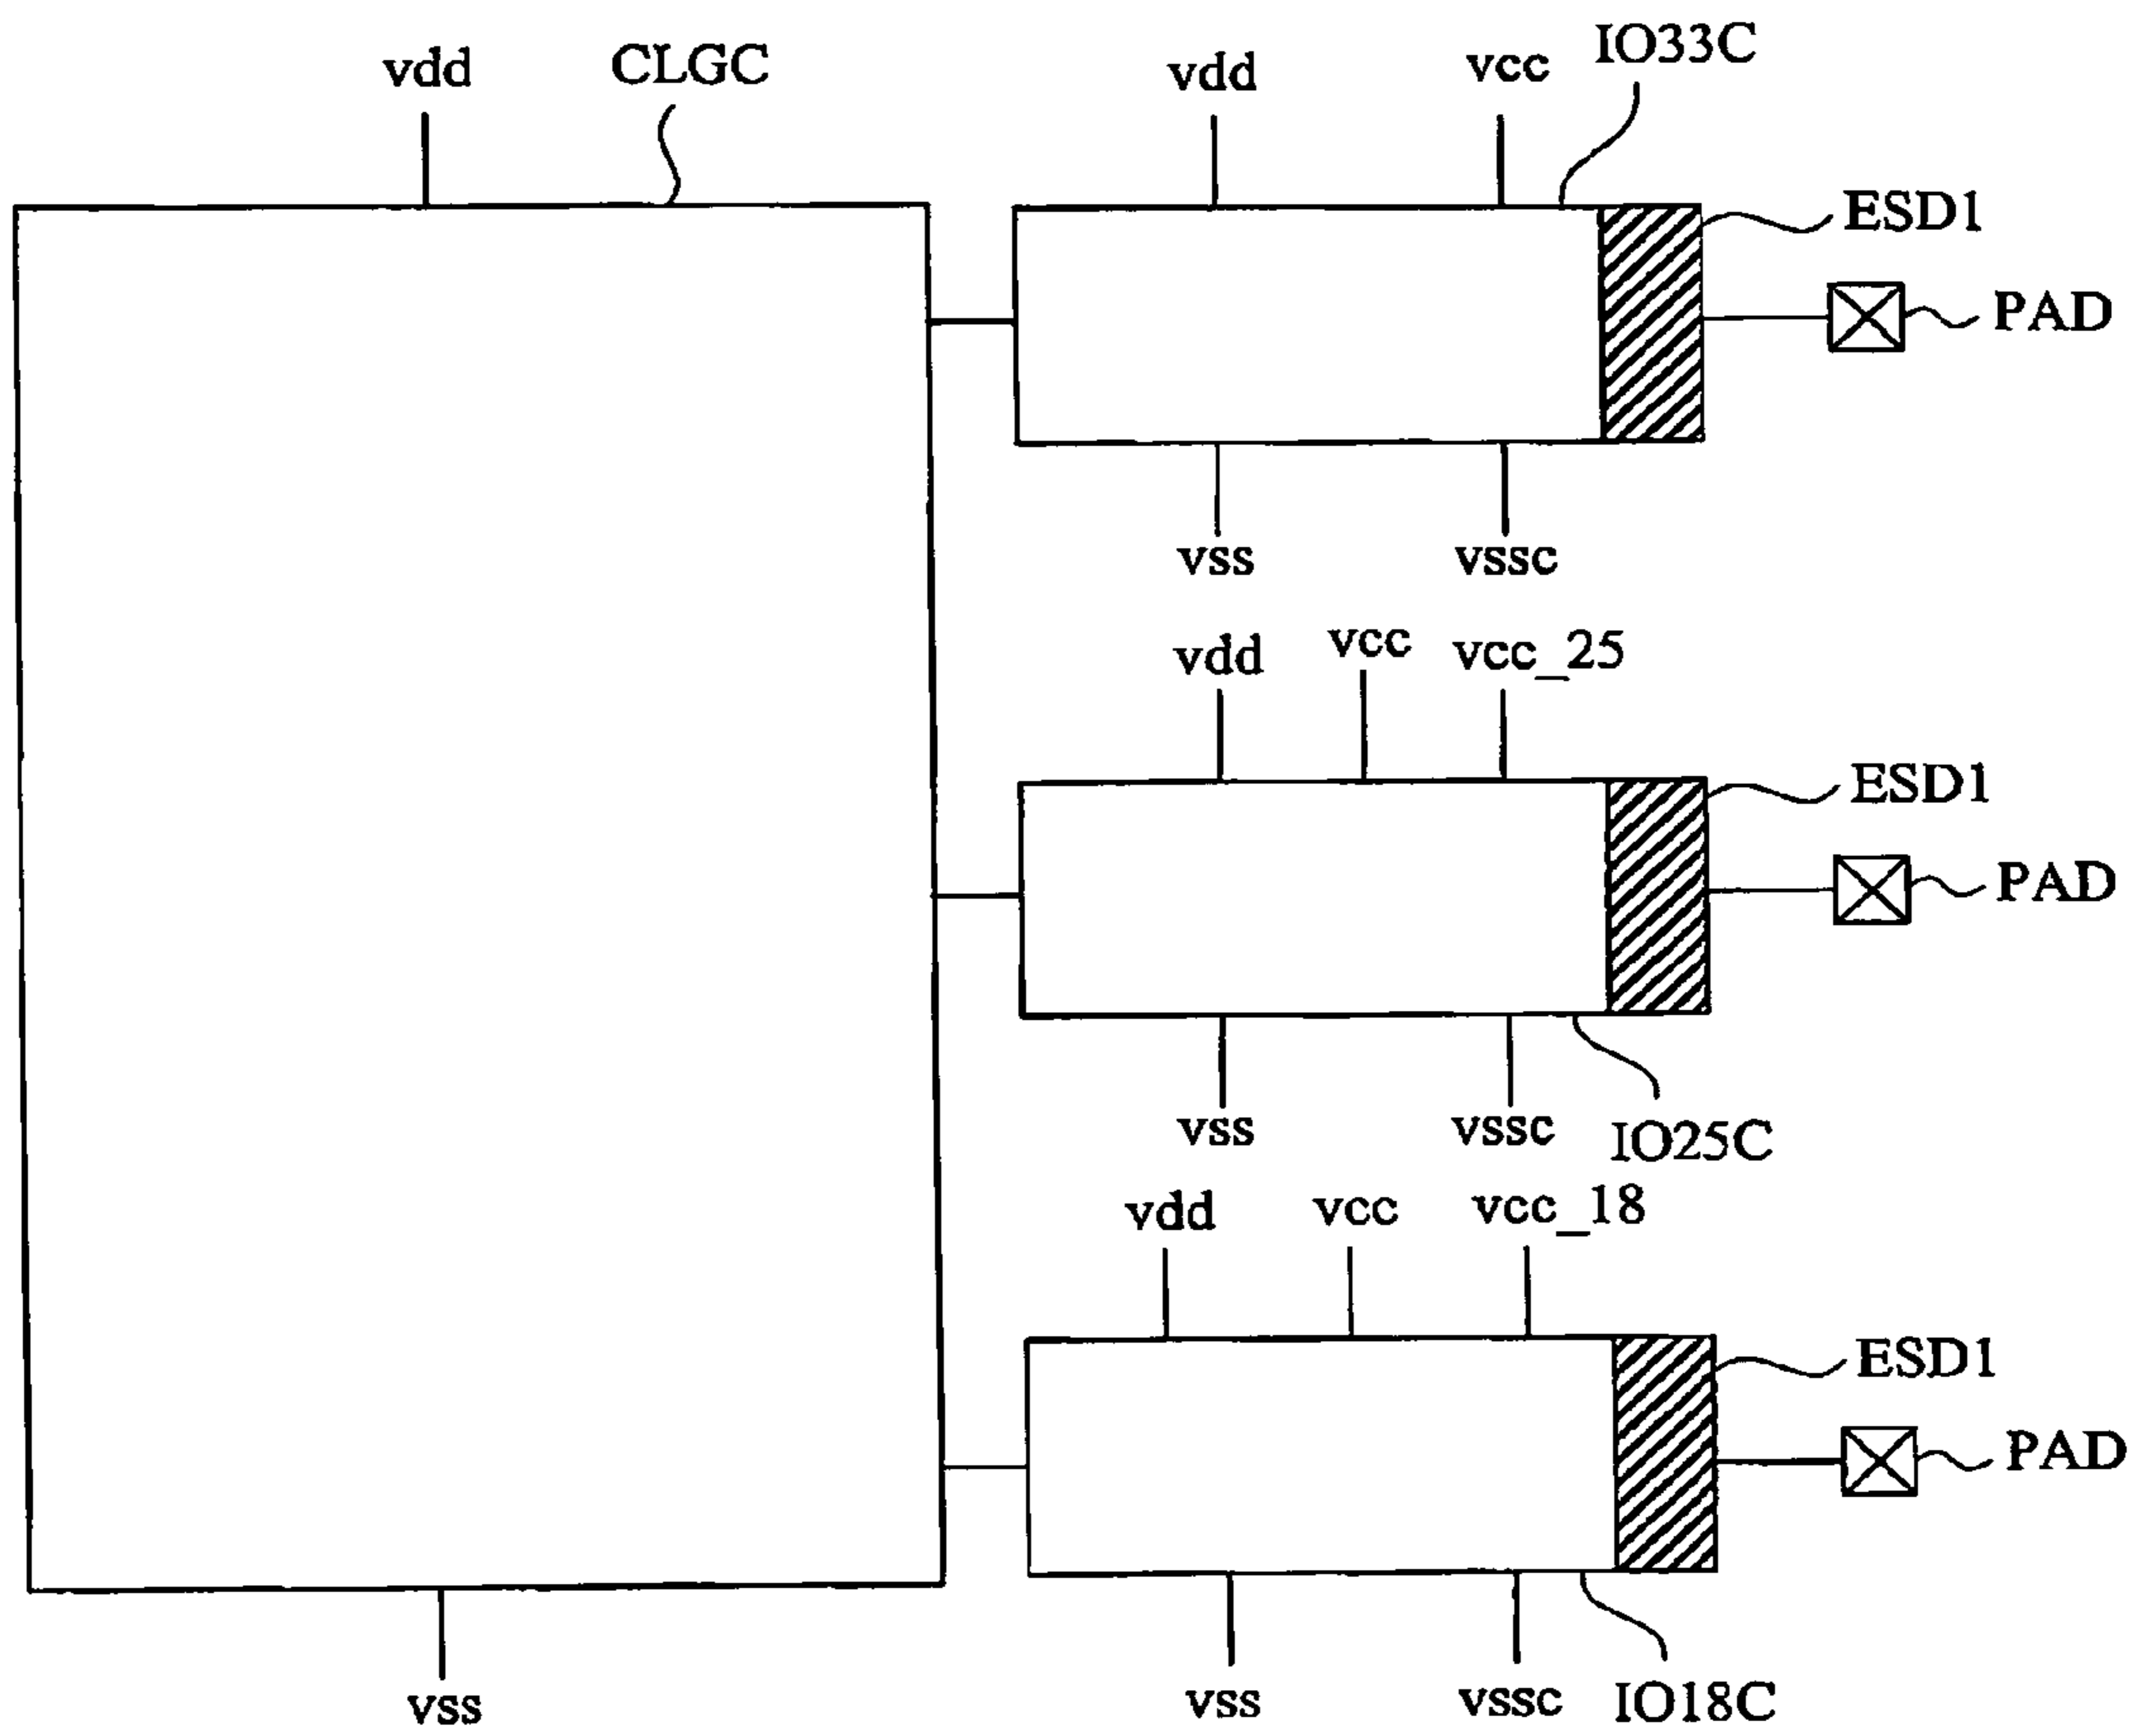 vdd
CLGC
vdd
vcc
IO33C
ESD1
PAD
vss
vssc
vdd
vcc
vcc_25
ESD1
PAD
vss
vssc
IO25C
vdd
vcc
vcc_18
ESD1
PAD
vss
vss
vssc
IO18C